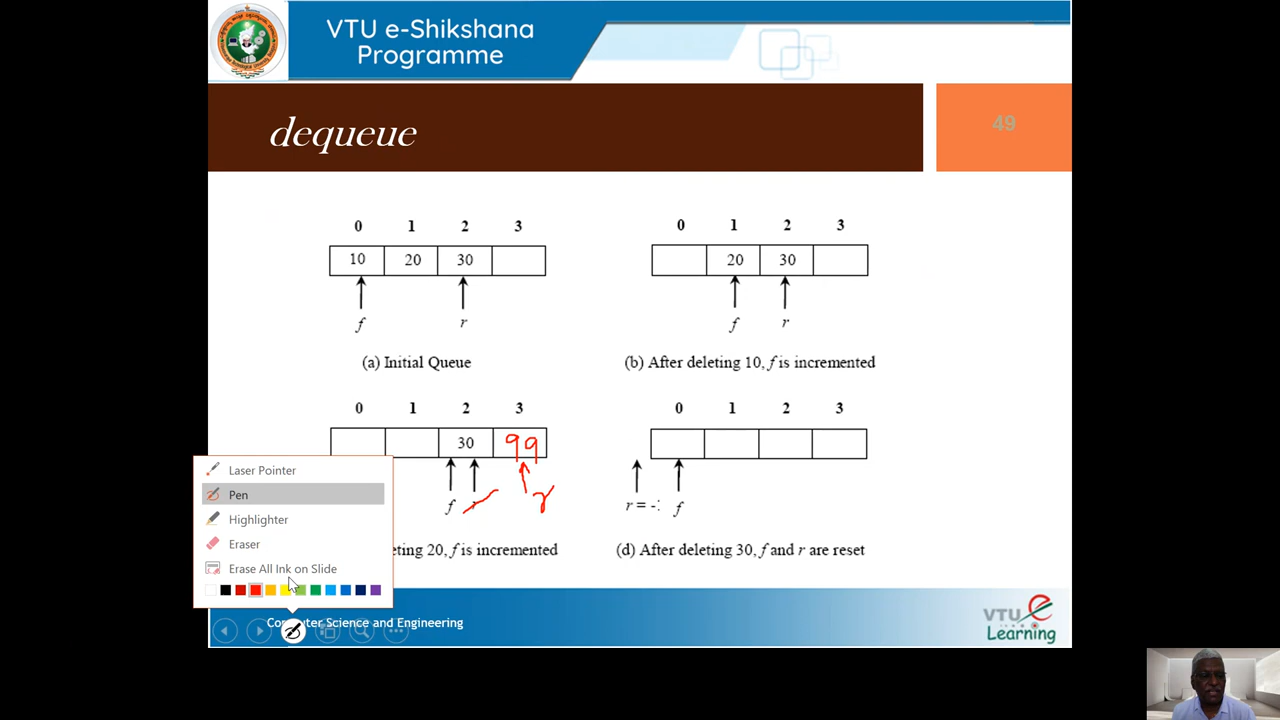 VTU e-Shikshana
Programme
dequeue
49
0 1 2 3
10 20 30
f r
(a) Initial Queue
0 1 2 3
20 30
f r
(b) After deleting 10, f is incremented
0 1 2 3
30 99
f r
eting 20, f is incremented
0 1 2 3
r = -: f
(d) After deleting 30, f and r are reset
Laser Pointer
Pen
Highlighter
Eraser
Erase All Ink on Slide
Computer Science and Engineering
VTU e
Learning